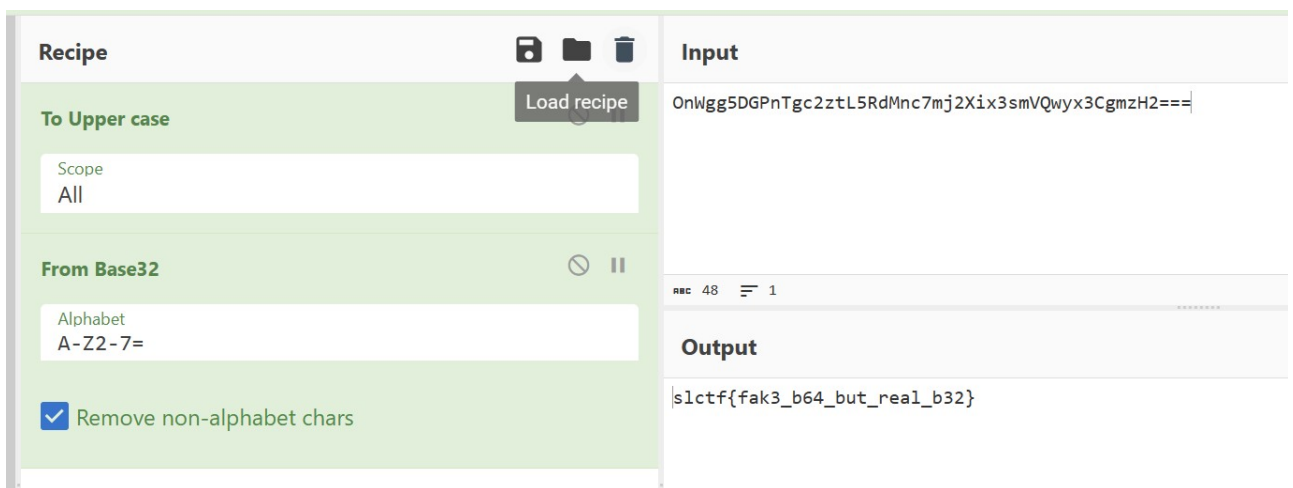 Recipe
Load recipe
To Upper case
Scope
All
From Base32
Alphabet
A-Z2-7=
Remove non-alphabet chars
Input
OnWgg5DGPnTgc2ztL5RdMnc7mj2Xix3smVQwyx3CgmzH2===
ABC 48 1
Output
slctf{fak3_b64_but_real_b32}